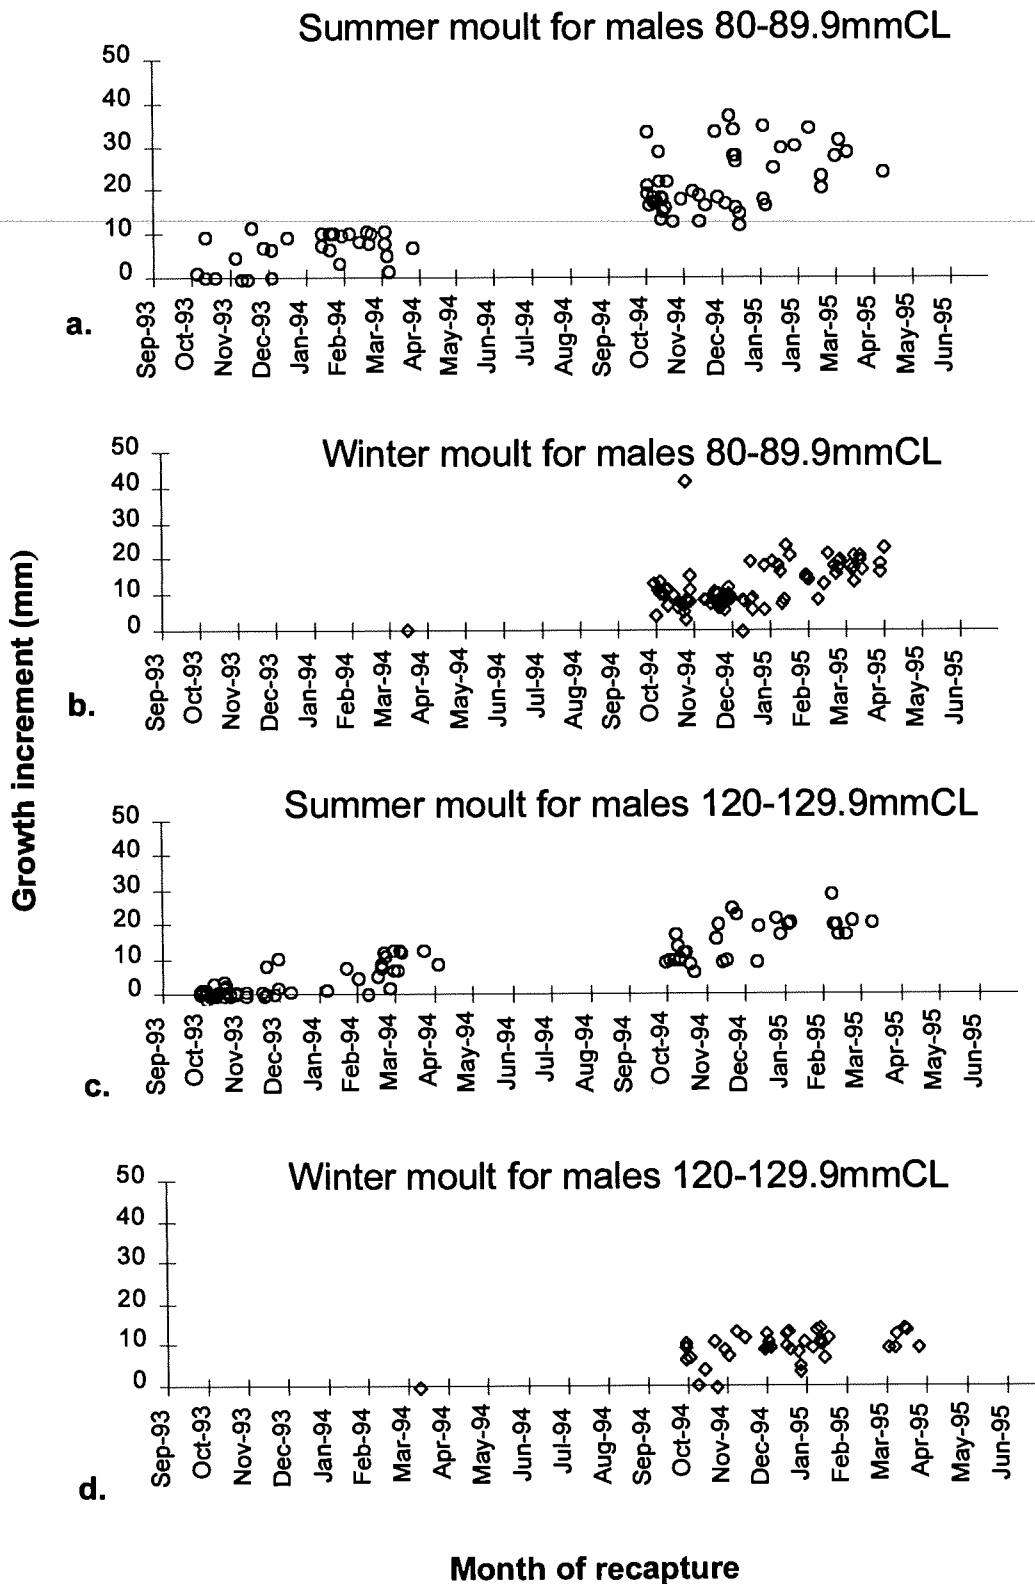 Summer moult for males 80-89.9mmCL
50
40
30
20
10
0
Sep-93 Oct-93 Nov-93 Dec-93 Jan-94 Feb-94 Mar-94 Apr-94 May-94 Jun-94 Jul-94 Aug-94 Sep-94 Oct-94 Nov-94 Dec-94 Jan-95 Jan-95 Mar-95 Apr-95 May-95 Jun-95
a.
Winter moult for males 80-89.9mmCL
50
40
30
20
10
0
Sep-93 Oct-93 Nov-93 Dec-93 Jan-94 Feb-94 Mar-94 Apr-94 May-94 Jun-94 Jul-94 Aug-94 Sep-94 Oct-94 Nov-94 Dec-94 Jan-95 Feb-95 Mar-95 Apr-95 May-95 Jun-95
b.
Growth increment (mm)
Summer moult for males 120-129.9mmCL
50
40
30
20
10
0
Sep-93 Oct-93 Nov-93 Dec-93 Jan-94 Feb-94 Mar-94 Apr-94 May-94 Jun-94 Jul-94 Aug-94 Sep-94 Oct-94 Nov-94 Dec-94 Jan-95 Feb-95 Mar-95 Apr-95 May-95 Jun-95
c.
Winter moult for males 120-129.9mmCL
50
40
30
20
10
0
Sep-93 Oct-93 Nov-93 Dec-93 Jan-94 Feb-94 Mar-94 Apr-94 May-94 Jun-94 Jul-94 Aug-94 Sep-94 Oct-94 Nov-94 Dec-94 Jan-95 Feb-95 Mar-95 Apr-95 May-95 Jun-95
d.
Month of recapture